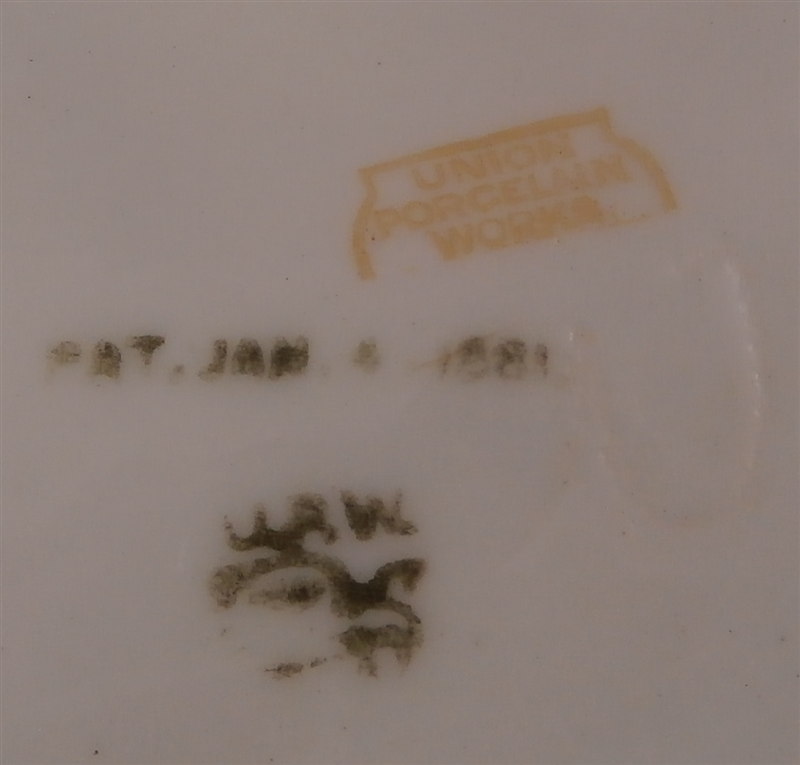 UNION
PORCELAIN
WORKS
PAT. JAN. 4 1881
U.P.W.